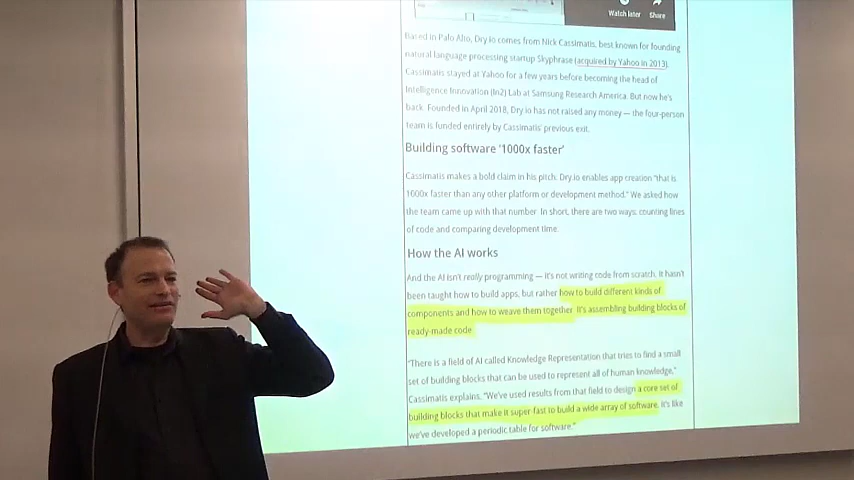 Watch later Share
Based in Palo Alto, Dry.io comes from Nick Cassimatis, best known for founding
natural language processing startup Skyphrase (acquired by Yahoo in 2013).
Cassimatis stayed at Yahoo for a few years before becoming the head of
Intelligence Innovation (In2) Lab at Samsung Research America. But now he's
back. Founded in April 2018, Dry.io has not raised any money — the four-person
team is funded entirely by Cassimatis' previous exit.
Building software '1000x faster'
Cassimatis makes a bold claim in his pitch: Dry.io enables app creation "that is
1000x faster than any other platform or development method." We asked how
the team came up with that number. In short, there are two ways: counting lines
of code and comparing development time.
How the AI works
And the AI isn't really programming — it's not writing code from scratch. It hasn't
been taught how to build apps, but rather how to build different kinds of
components and how to weave them together. It's assembling building blocks of
ready-made code.
"There is a field of AI called Knowledge Representation that tries to find a small
set of building blocks that can be used to represent all of human knowledge,"
Cassimatis explains. "We've used results from that field to design a core set of
building blocks that make it super fast to build a wide array of software. It's like
we've developed a periodic table for software."